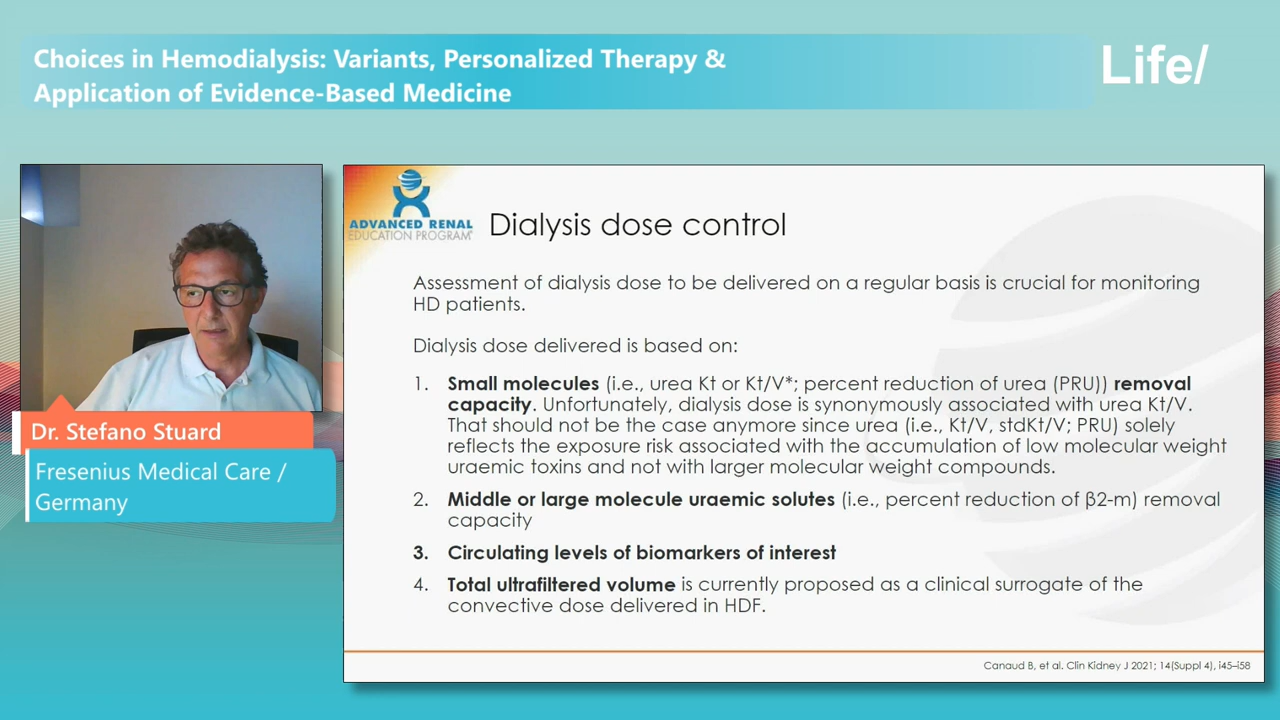 Choices in Hemodialysis: Variants, Personalized Therapy &
Application of Evidence-Based Medicine
Life/
Dr. Stefano Stuard
Fresenius Medical Care /
Germany
ADVANCED RENAL
EDUCATION PROGRAM®
Dialysis dose control
Assessment of dialysis dose to be delivered on a regular basis is crucial for monitoring
HD patients.
Dialysis dose delivered is based on:
1. Small molecules (i.e., urea Kt or Kt/V*; percent reduction of urea (PRU)) removal
capacity. Unfortunately, dialysis dose is synonymously associated with urea Kt/V.
That should not be the case anymore since urea (i.e., Kt/V, stdKt/V; PRU) solely
reflects the exposure risk associated with the accumulation of low molecular weight
uraemic toxins and not with larger molecular weight compounds.
2. Middle or large molecule uraemic solutes (i.e., percent reduction of β2-m) removal
capacity
3. Circulating levels of biomarkers of interest
4. Total ultrafiltered volume is currently proposed as a clinical surrogate of the
convective dose delivered in HDF.
Canaud B, et al. Clin Kidney J 2021; 14(Suppl 4), i45–i58